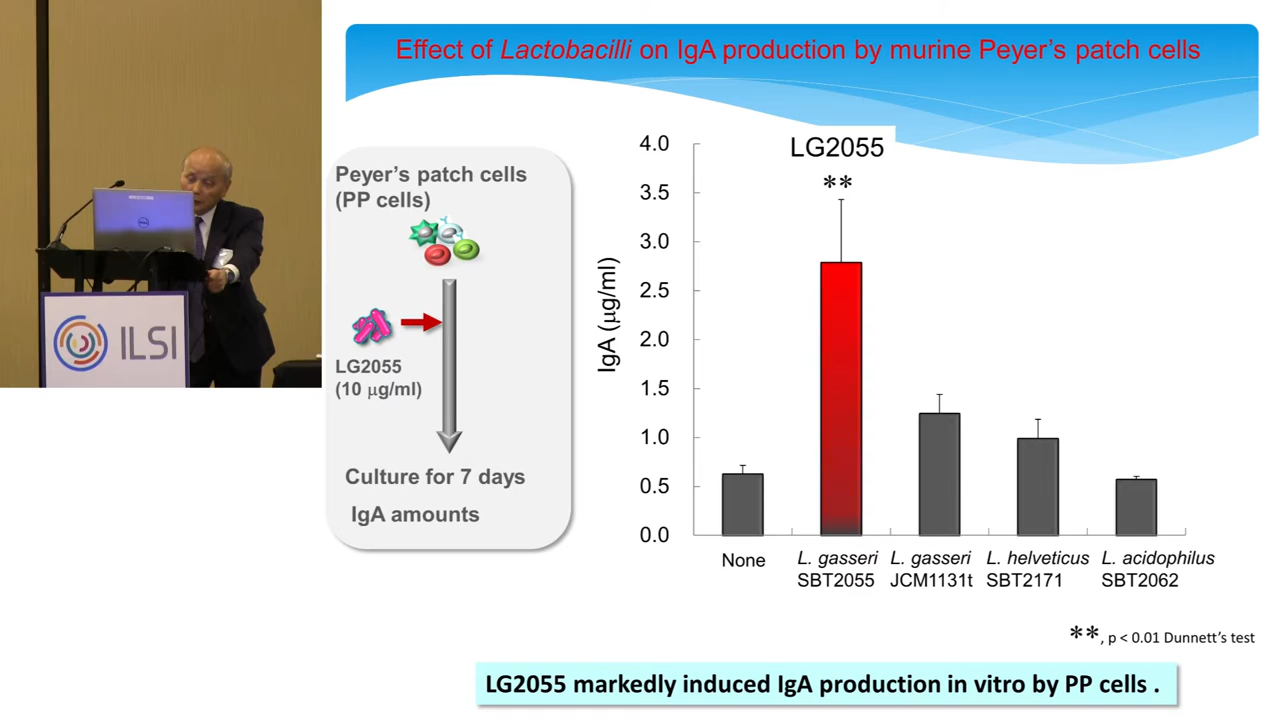 Effect of Lactobacilli on IgA production by murine Peyer's patch cells
Peyer's patch cells
(PP cells)
LG2055
(10 μg/ml)
Culture for 7 days
IgA amounts
LG2055
**
IgA (μg/ml)
4.0
3.5
3.0
2.5
2.0
1.5
1.0
0.5
0.0
None
L. gasseri
SBT2055
L. gasseri
JCM1131t
L. helveticus
SBT2171
L. acidophilus
SBT2062
**, p < 0.01 Dunnett's test
LG2055 markedly induced IgA production in vitro by PP cells .
ILSI